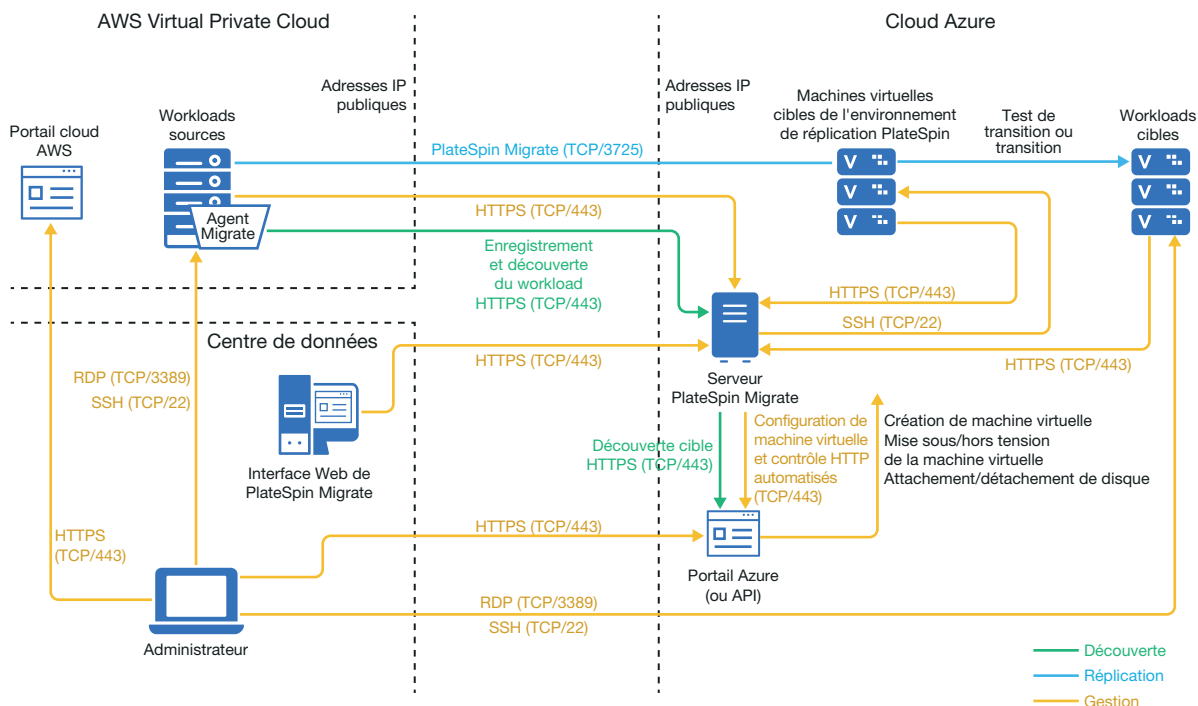 AWS Virtual Private Cloud
Cloud Azure
Adresses IP
publiques
Adresses IP
publiques
Portail cloud
AWS
Workloads
sources
Machines virtuelles
cibles de l'environnement
de réplication PlateSpin
Test de
transition ou
transition
Workloads
cibles
PlateSpin Migrate (TCP/3725)
HTTPS (TCP/443)
Agent
Migrate
Enregistrement
et découverte
du workload
HTTPS (TCP/443)
HTTPS (TCP/443)
SSH (TCP/22)
HTTPS (TCP/443)
Centre de données
HTTPS (TCP/443)
RDP (TCP/3389)
SSH (TCP/22)
Serveur
PlateSpin Migrate
Interface Web de
PlateSpin Migrate
Découverte cible
HTTPS (TCP/443)
Configuration de
machine virtuelle
et contrôle HTTP
automatisés
(TCP/443)
Création de machine virtuelle
Mise sous/hors tension
de la machine virtuelle
Attachement/détachement de disque
HTTPS
(TCP/443)
HTTPS (TCP/443)
Portail Azure
(ou API)
RDP (TCP/3389)
SSH (TCP/22)
Administrateur
Découverte
Réplication
Gestion
V
V
V
V
V
V